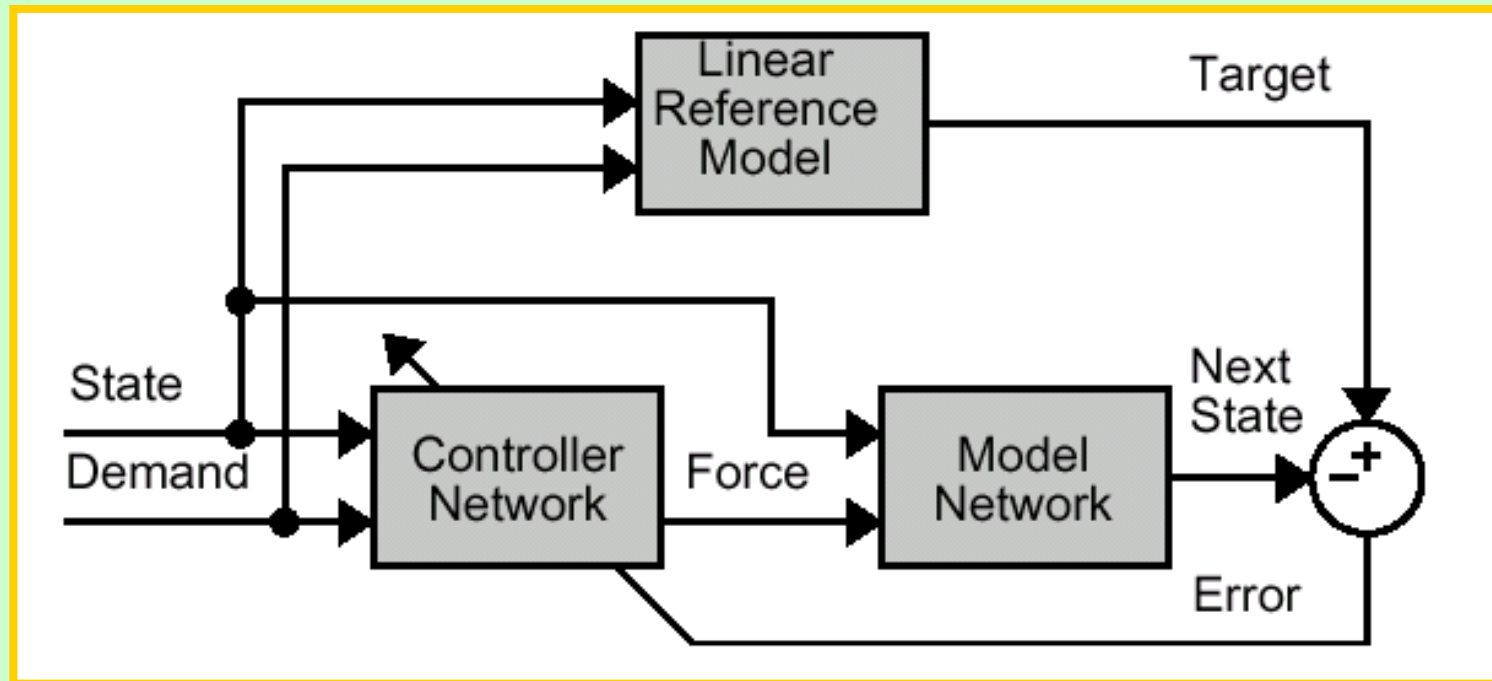 Linear
Reference
Model
Target
State
Demand
Controller
Network
Force
Model
Network
Next
State
+
−
Error